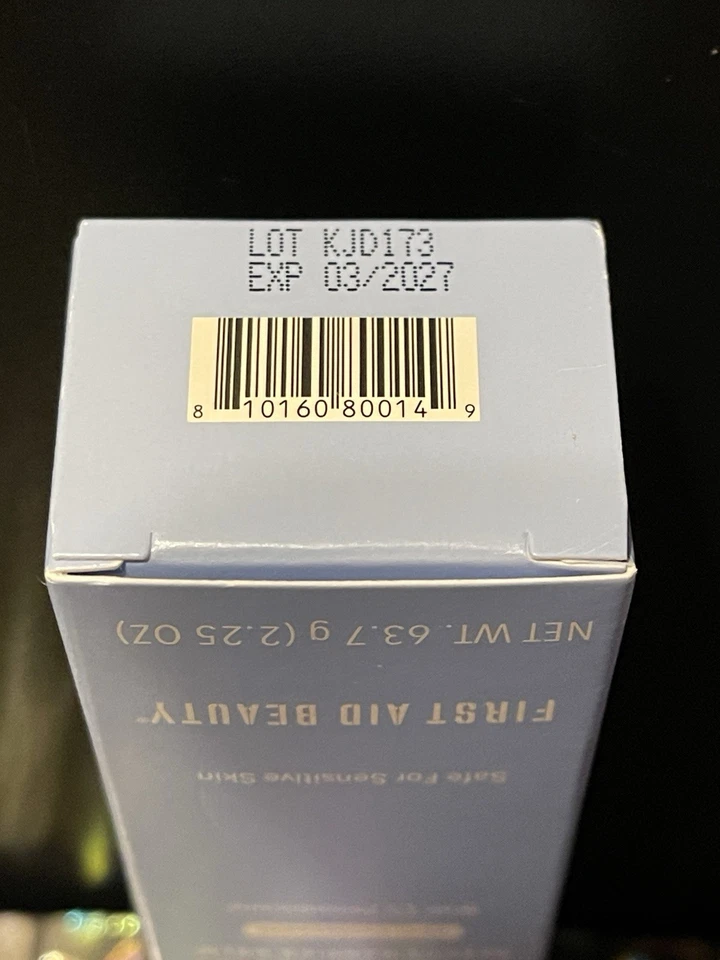 LOT KJD173
EXP 03/2027
8 10160 80014 9
NET WT. 63.7 g (2.25 OZ)
FIRST AID BEAUTY
Safe For Sensitive Skin